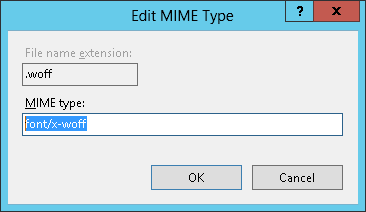 Edit MIME Type
? x
File name extension:
.woff
MIME type:
font/x-woff
OK Cancel